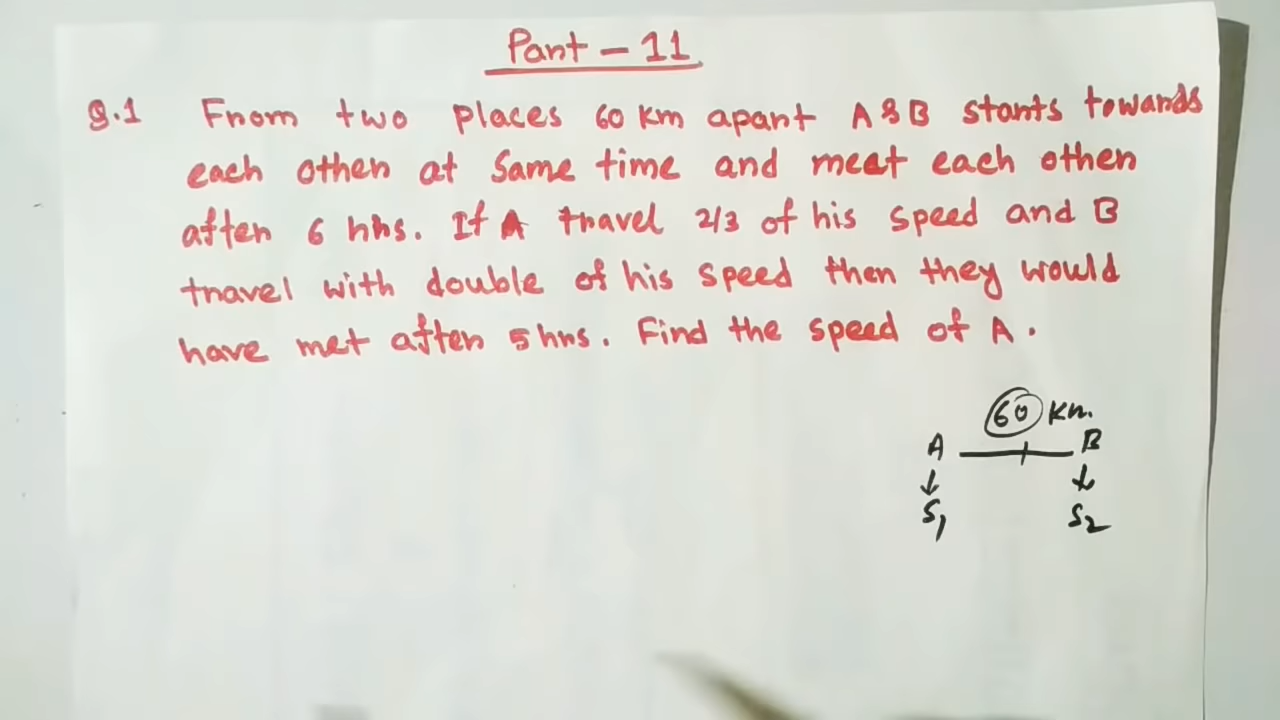 Part - 11
Q.1 From two places 60 km apart A & B starts towards
each other at same time and meet each other
after 6 hrs. If A travel 2/3 of his speed and B
travel with double of his speed then they would
have met after 5 hrs. Find the speed of A.
60 Km.
A B
S1 S2